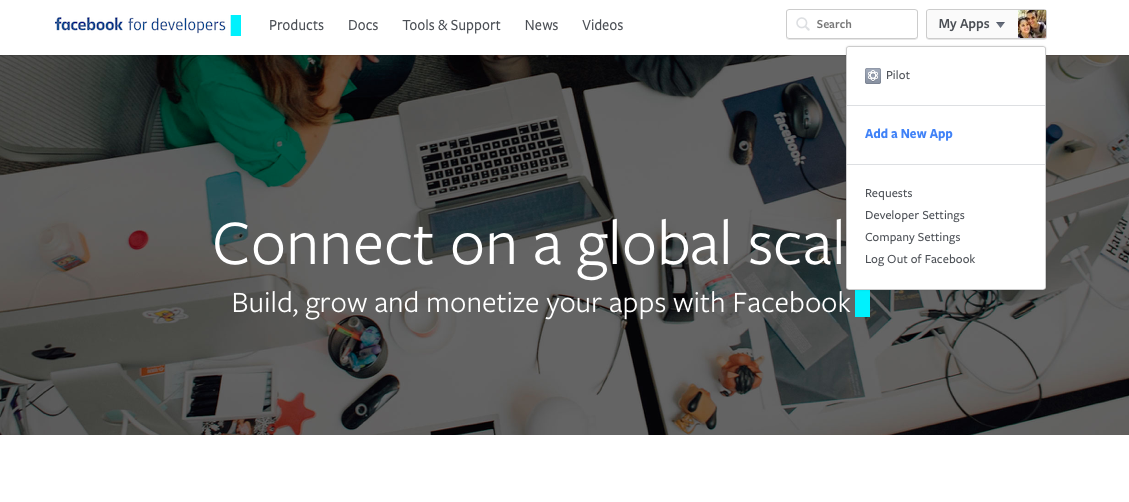 facebook for developers
Products Docs Tools & Support News Videos
Search
My Apps
Pilot
Add a New App
Requests
Developer Settings
Company Settings
Log Out of Facebook
facebook
Connect on a global scal
Build, grow and monetize your apps with Facebook